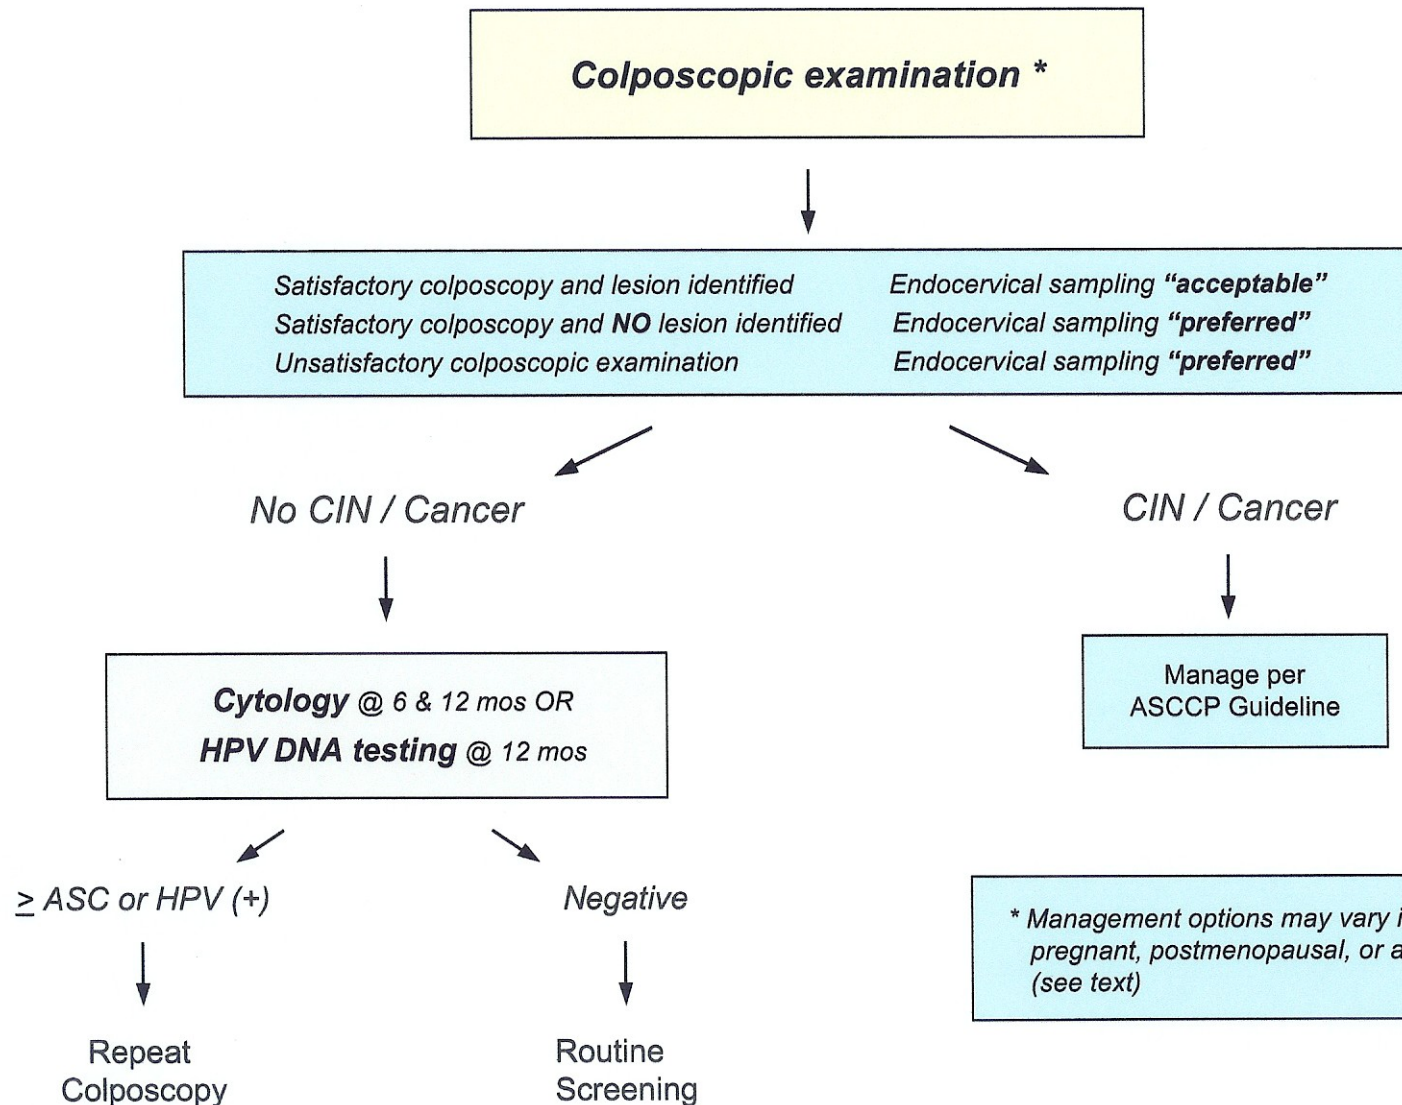 Colposcopic examination *
Satisfactory colposcopy and lesion identified Endocervical sampling “acceptable”
Satisfactory colposcopy and NO lesion identified Endocervical sampling “preferred”
Unsatisfactory colposcopic examination Endocervical sampling “preferred”
No CIN / Cancer
CIN / Cancer
Manage per
ASCCP Guideline
Cytology @ 6 & 12 mos OR
HPV DNA testing @ 12 mos
≥ ASC or HPV (+)
Negative
* Management options may vary
pregnant, postmenopausal, or
(see text)
Repeat
Colposcopy
Routine
Screening